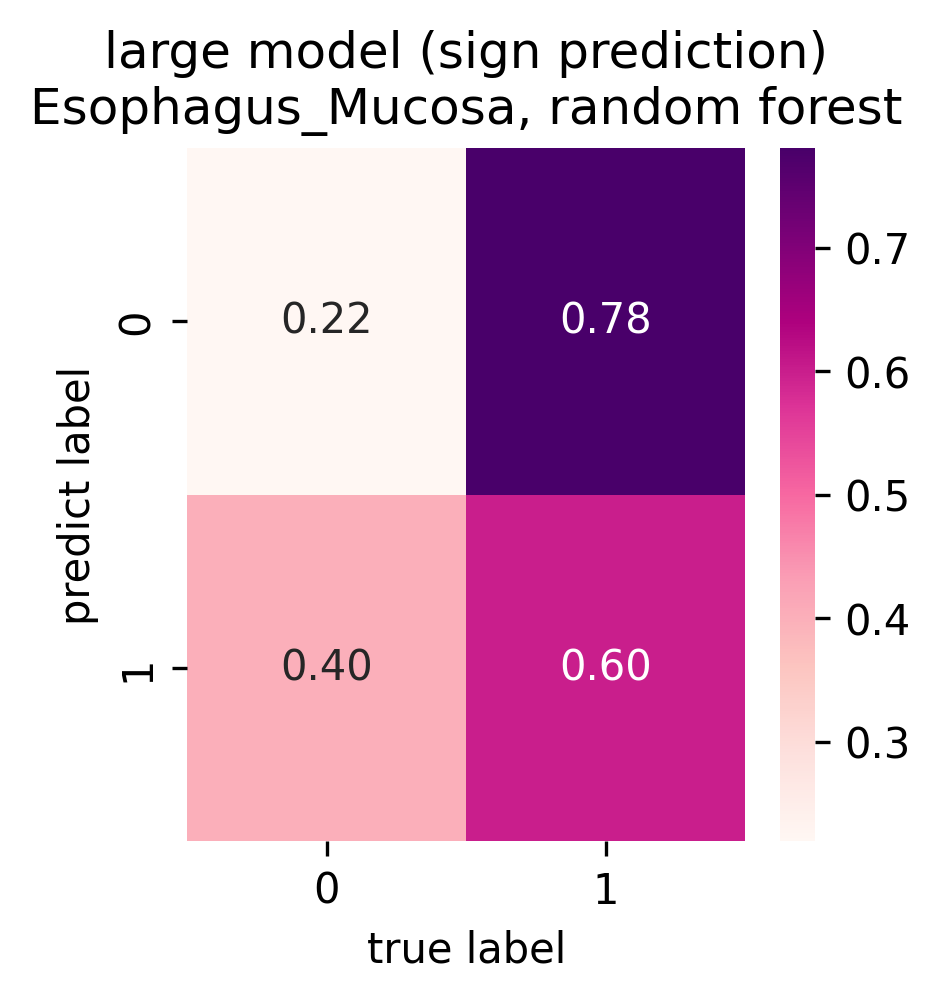 large model (sign prediction)
Esophagus_Mucosa, random forest
0.7
0 0.22 0.78
0.6
predict label
0.5
0.4
1 0.40 0.60
0.3
0 1
true label